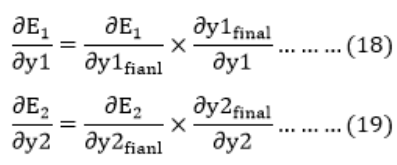 ∂E₁/∂y1 = ∂E₁/∂y1_fianl × ∂y1_final/∂y1 … … … (18)
∂E₂/∂y2 = ∂E₂/∂y2_fianl × ∂y2_final/∂y2 … … … (19)